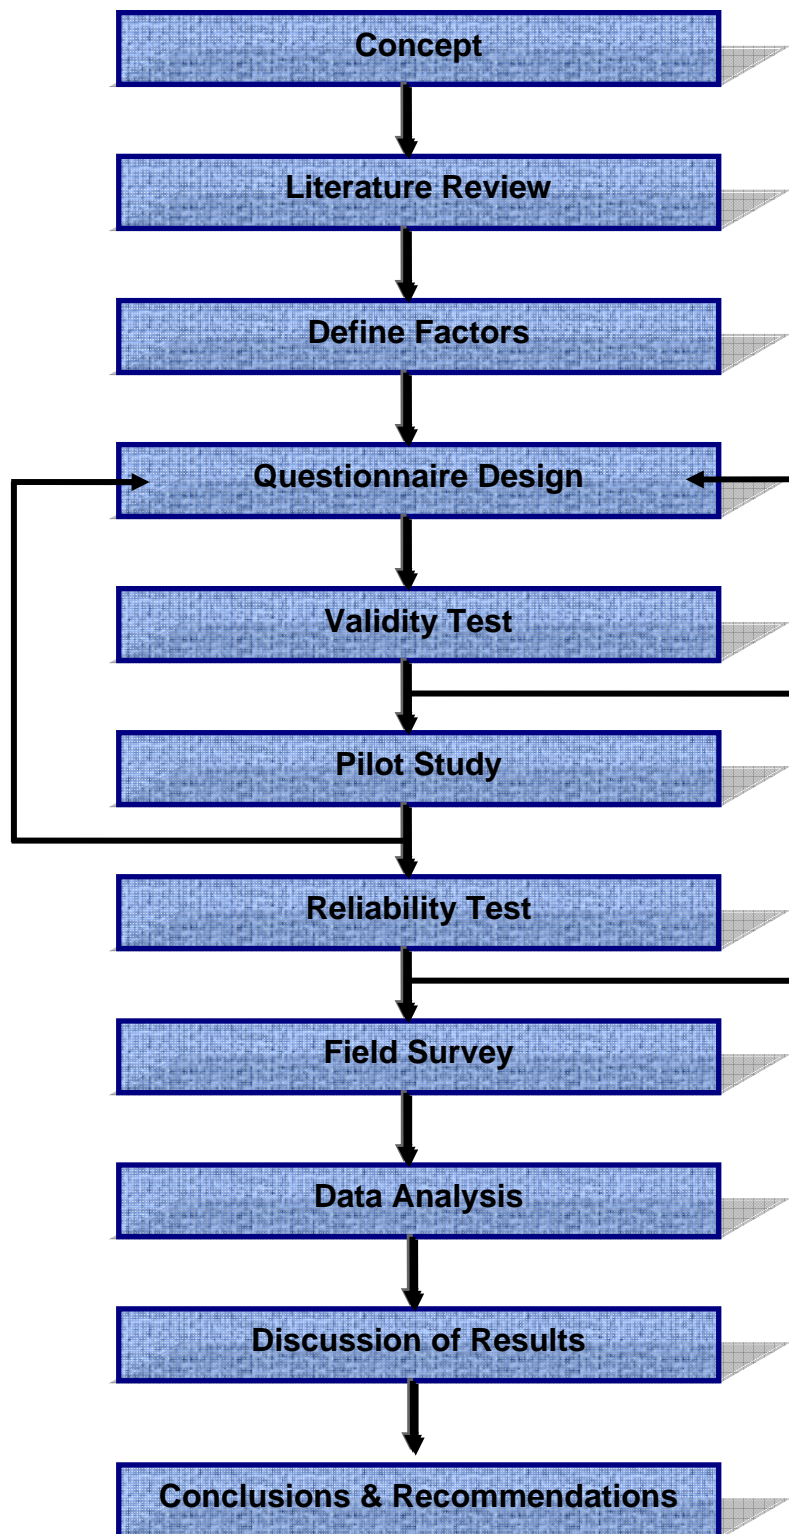 Concept
Literature Review
Define Factors
Questionnaire Design
Validity Test
Pilot Study
Reliability Test
Field Survey
Data Analysis
Discussion of Results
Conclusions & Recommendations